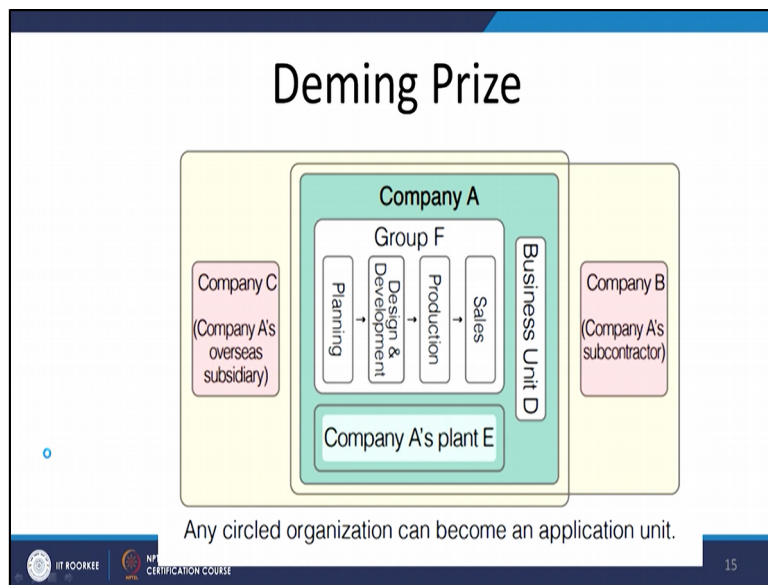 Deming Prize
Company A
Group F
Planning
Design &
Development
Production
Sales
Business Unit D
Company A's plant E
Company C
(Company A's
overseas
subsidiary)
Company B
(Company A's
subcontractor)
Any circled organization can become an application unit.
IIT ROORKEE
CERTIFICATION COURSE
15